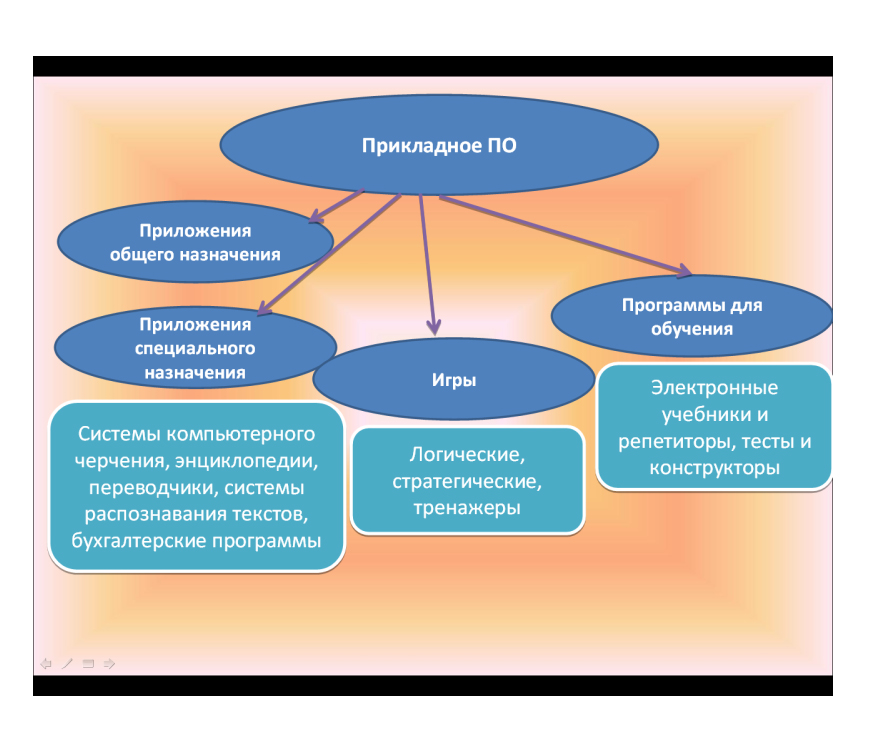 Прикладное ПО
Приложения
общего назначения
Приложения
специального
назначения
Системы компьютерного
черчения, энциклопедии,
переводчики, системы
распознавания текстов,
бухгалтерские программы
Игры
Логические,
стратегические,
тренажеры
Программы для
обучения
Электронные
учебники и
репетиторы, тесты и
конструкторы